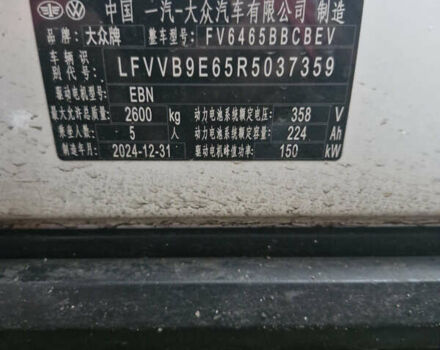 中国 一汽-大众汽车有限公司 制造
品牌: 大众牌 整车型号: FV6465BBCBEV
车辆识别代号: LFVVB9E65R5037359
驱动电机型号: EBN
最大允许总质量: 2600 kg 动力电池系统额定电压: 358 V
乘坐人数: 5 人 动力电池系统额定容量: 224 Ah
制造年月: 2024-12-31 驱动电机峰值功率: 150 kW